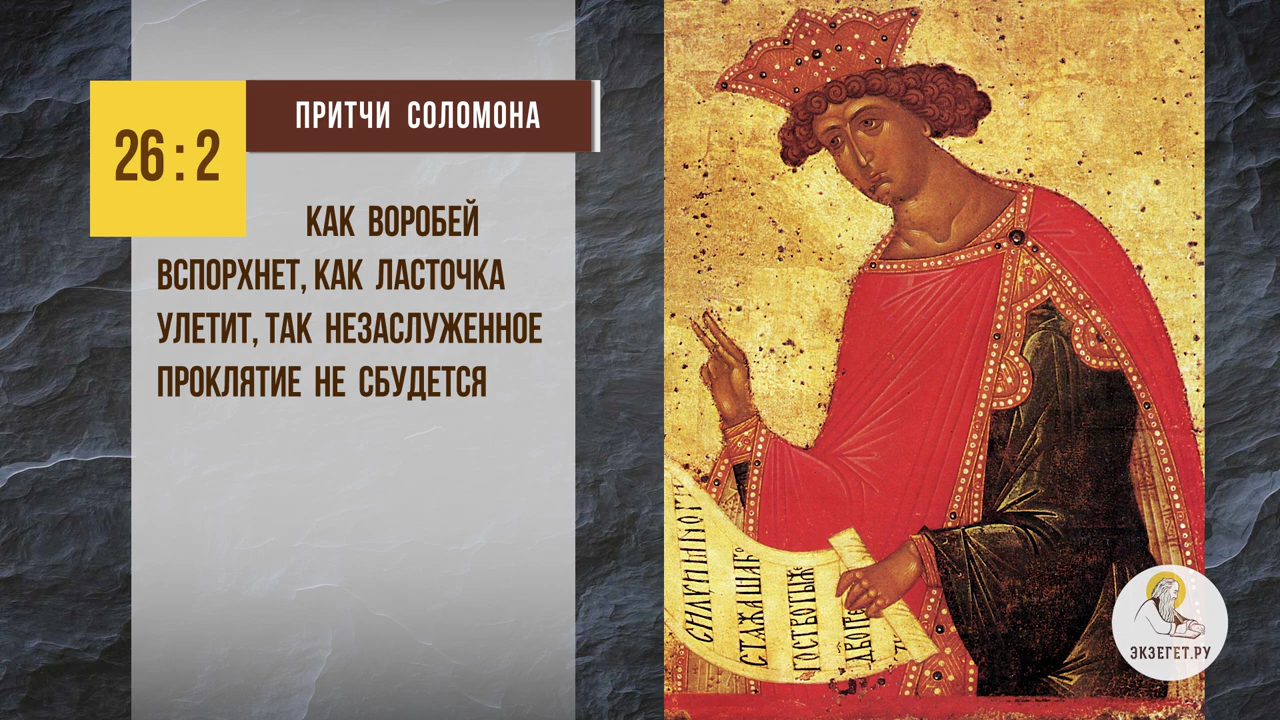 ПРИТЧИ СОЛОМОНА
26 : 2
КАК ВОРОБЕЙ
ВСПОРХНЕТ, КАК ЛАСТОЧКА
УЛЕТИТ, ТАК НЕЗАСЛУЖЕННОЕ
ПРОКЛЯТИЕ НЕ СБУДЕТСЯ
ЭКЗЕГЕТ.РУ